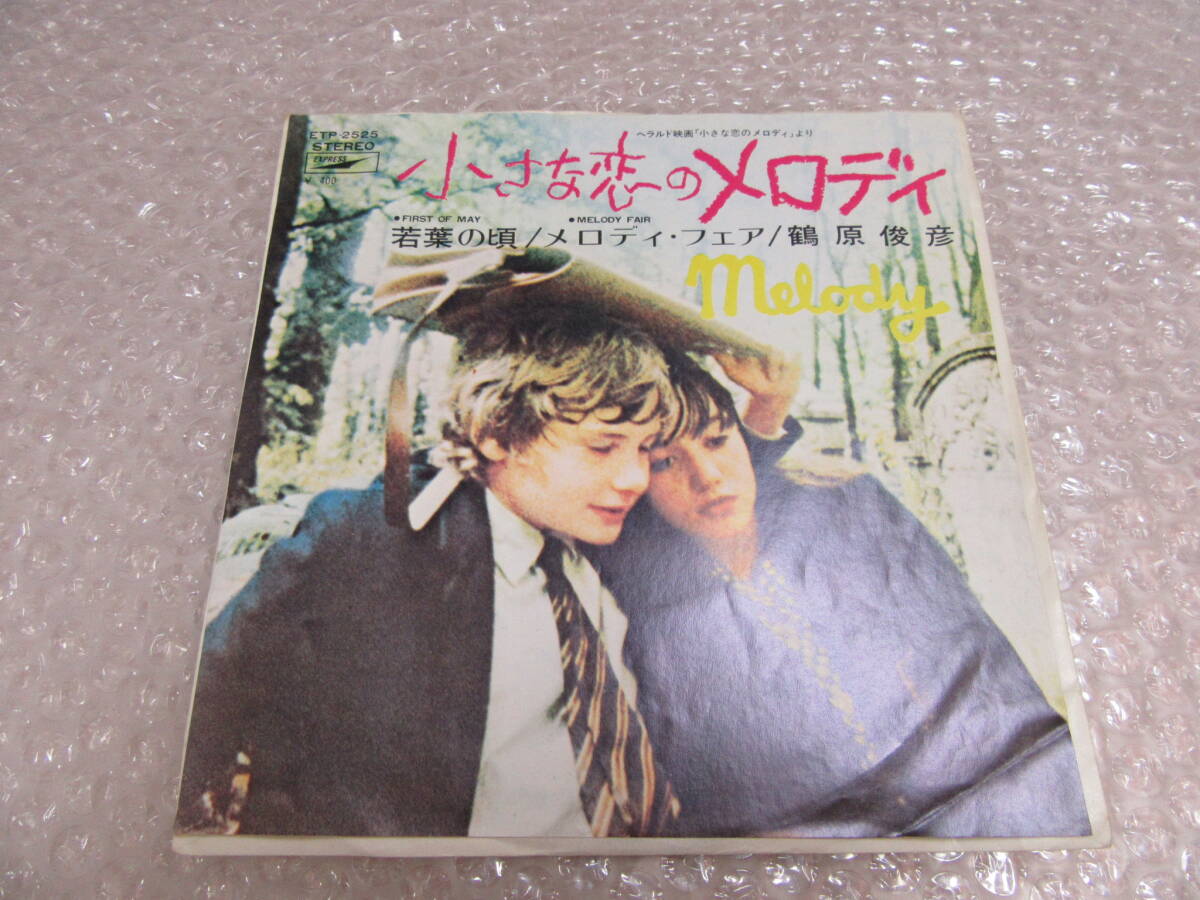 ETP-2525
STEREO
EXPRESS
¥ 400
ヘラルド映画「小さな恋のメロディ」より
小さな恋のメロディ
●FIRST OF MAY ●MELODY FAIR
若葉の頃/メロディ・フェア/鶴原俊彦
Melody